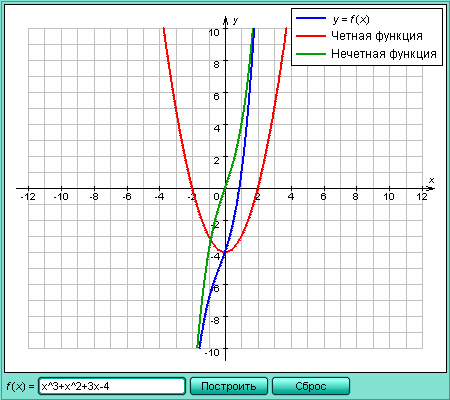 y
y = f(x)
Четная функция
Нечетная функция
10
8
6
4
2
x
-12 -10 -8 -6 -4 -2 0 2 4 6 8 10 12
-2
-4
-6
-8
-10
f(x) = x^3+x^2+3x-4 Построить Сброс